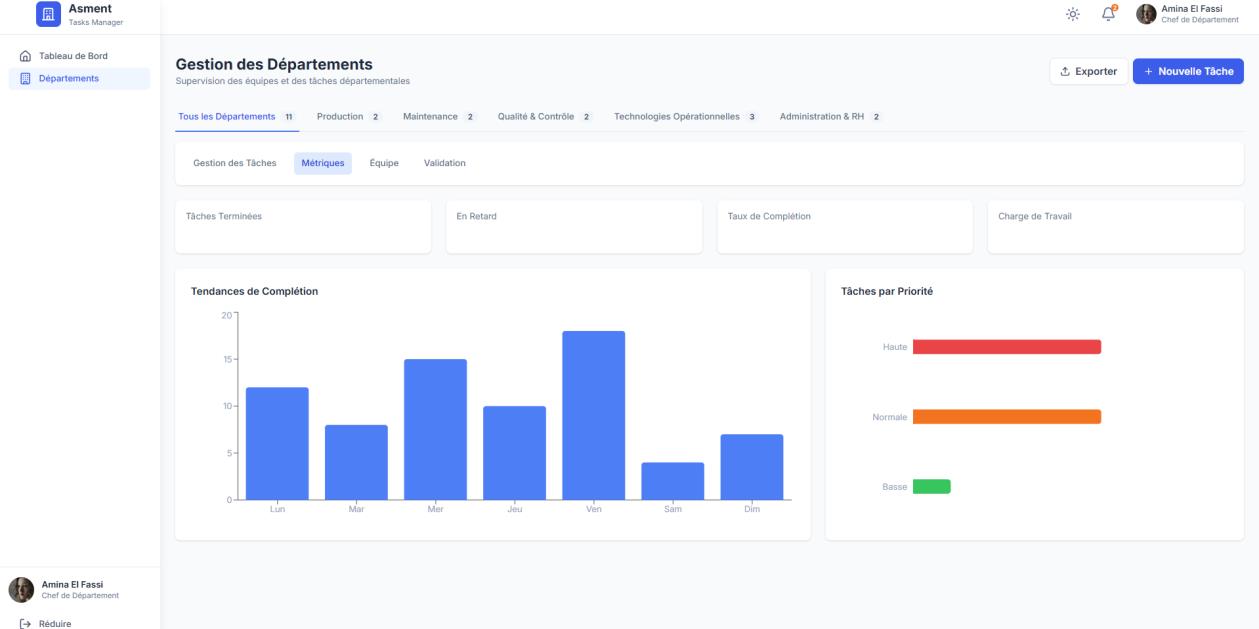 Asment
Tasks Manager
2
Amina El Fassi
Chef de Département
Tableau de Bord
Départements
Gestion des Départements
Supervision des équipes et des tâches départementales
Exporter
+ Nouvelle Tâche
Tous les Départements 11 Production 2 Maintenance 2 Qualité & Contrôle 2 Technologies Opérationnelles 3 Administration & RH 2
Gestion des Tâches Métriques Équipe Validation
Tâches Terminées En Retard Taux de Complétion Charge de Travail
Tendances de Complétion
20
15
10
5
0
Lun Mar Mer Jeu Ven Sam Dim
Tâches par Priorité
Haute
Normale
Basse
Amina El Fassi
Chef de Département
Réduire